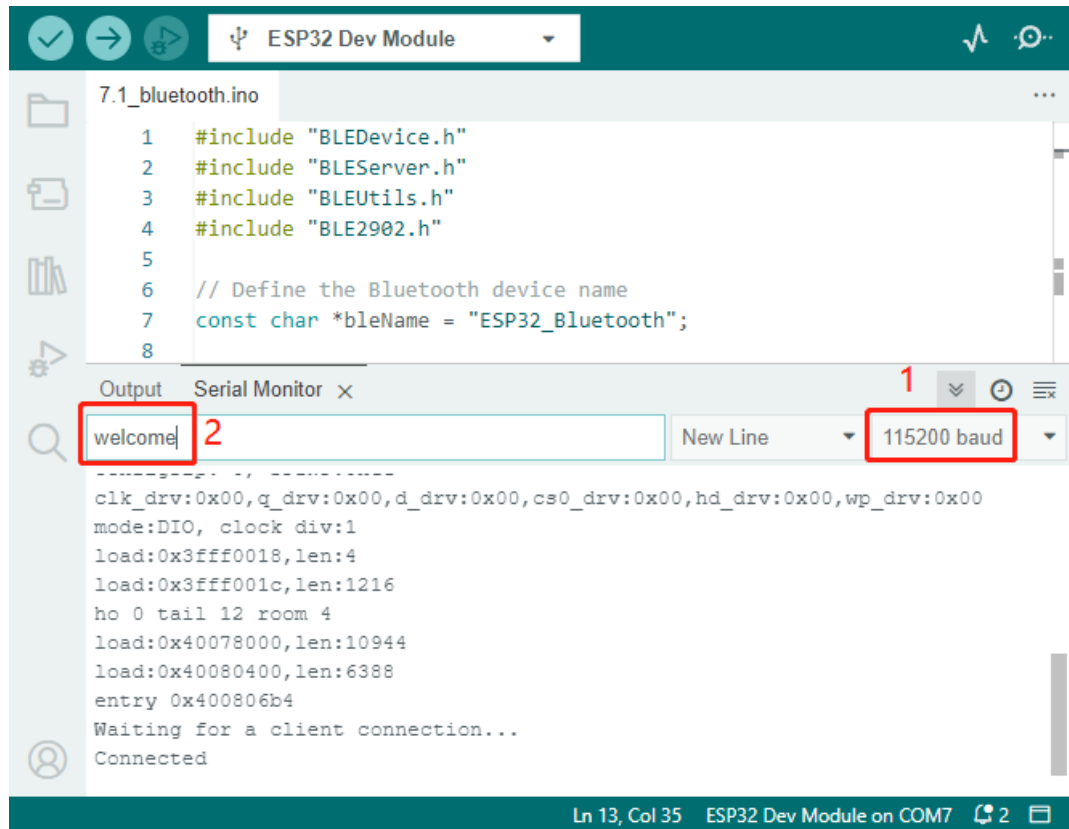 ESP32 Dev Module
7.1_bluetooth.ino
1 #include "BLEDevice.h"
2 #include "BLEServer.h"
3 #include "BLEUtils.h"
4 #include "BLE2902.h"
5
6 // Define the Bluetooth device name
7 const char *bleName = "ESP32_Bluetooth";
8
Output Serial Monitor × 1
welcome 2 New Line 115200 baud
clk_drv:0x00,q_drv:0x00,d_drv:0x00,cs0_drv:0x00,hd_drv:0x00,wp_drv:0x00
mode:DIO, clock div:1
load:0x3fff0018,len:4
load:0x3fff001c,len:1216
ho 0 tail 12 room 4
load:0x40078000,len:10944
load:0x40080400,len:6388
entry 0x400806b4
Waiting for a client connection...
Connected
Ln 13, Col 35 ESP32 Dev Module on COM7 2